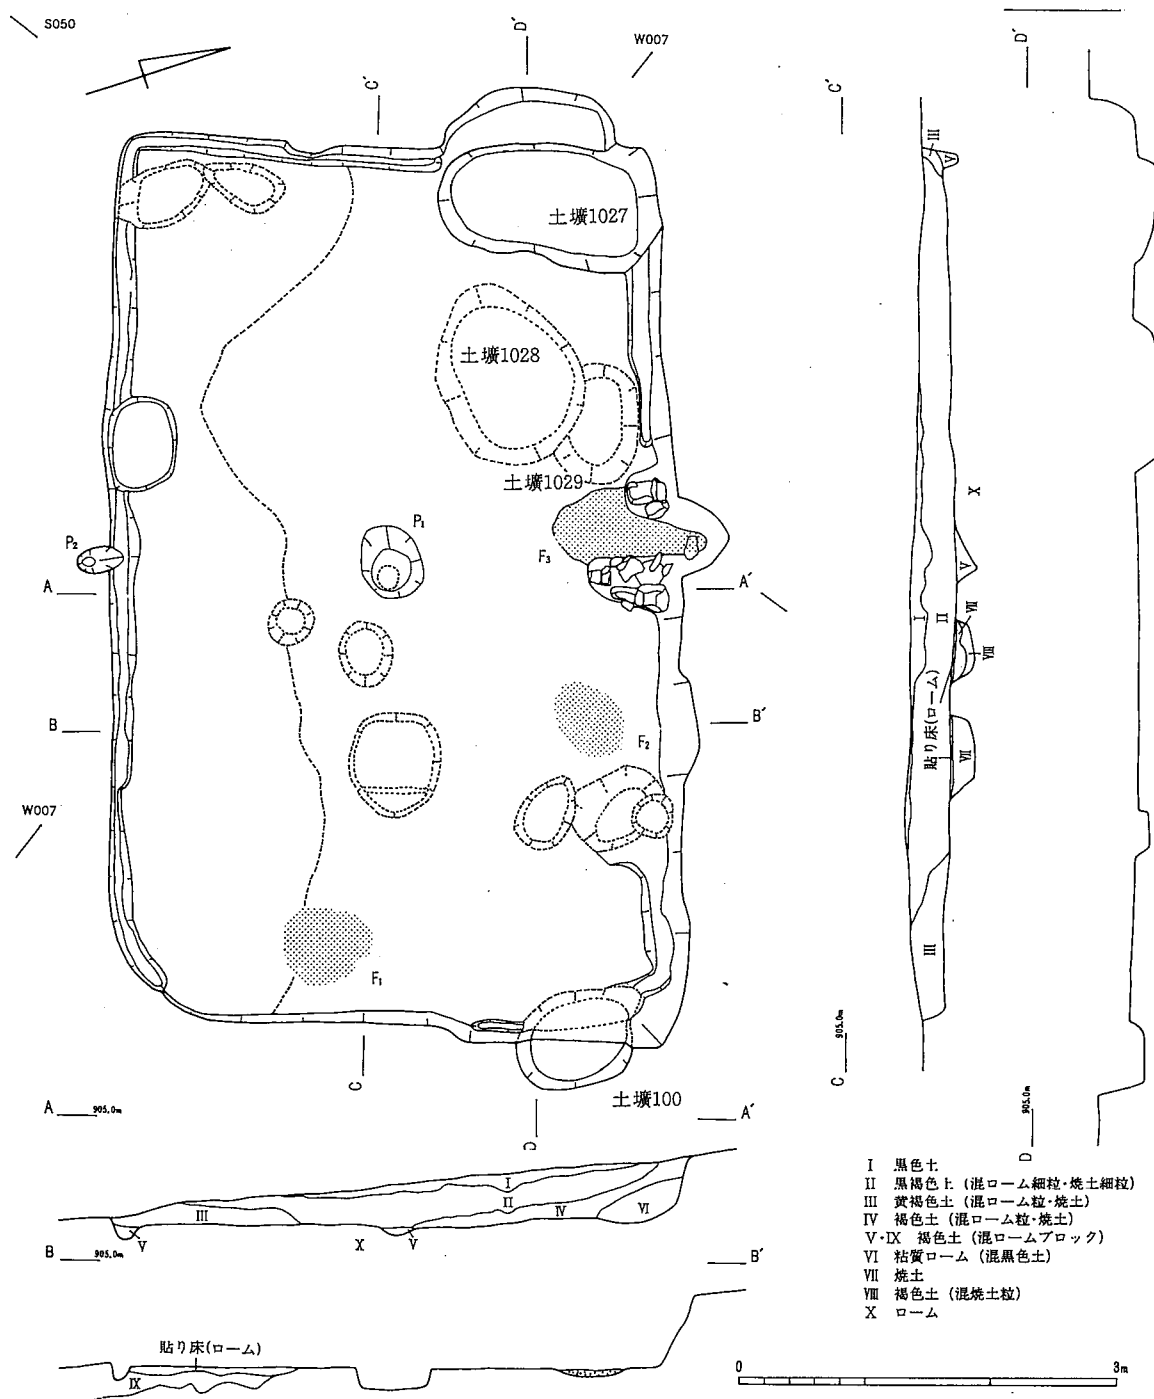 S050
D´
W007
C´
土壙1027
土壙1028
土壙1029
P₁
P₂
F₃
A
A´
B
B´
F₂
W007
F₁
C
土壙100
D
C´
D´
III
V
X
V
I
II
VII
VIII
貼り床(ローム)
VII
III
C
905.0m
D
905.0m
A
905.0m
A´
I
II
III
IV
VI
V
X
V
B
905.0m
B´
貼り床(ローム)
IX
I 黒色土
II 黒褐色土 (混ローム細粒・焼土細粒)
III 黄褐色土 (混ローム粒・焼土)
IV 褐色土 (混ローム粒・焼土)
V・IX 褐色土 (混ロームブロック)
VI 粘質ローム (混黒色土)
VII 焼土
VIII 褐色土 (混焼土粒)
X ローム
0
3m